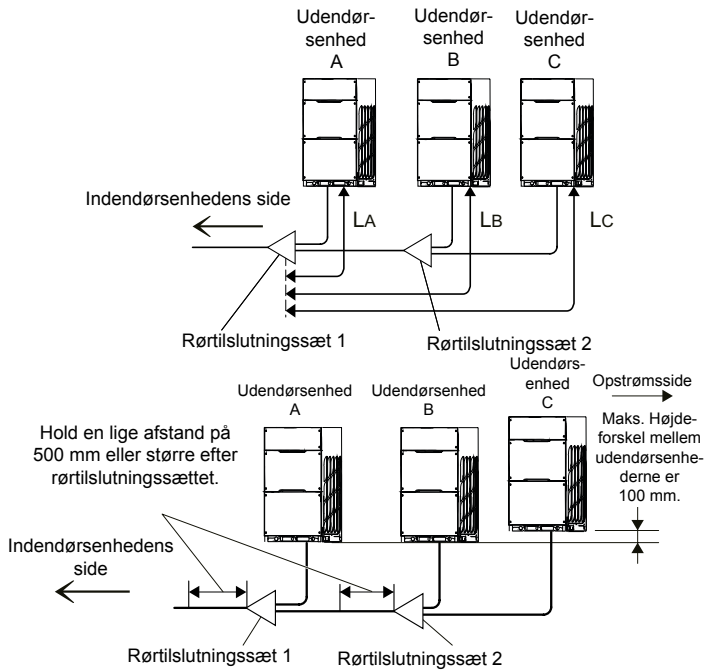 Udendør-
senhed
A
Udendør-
senhed
B
Udendør-
senhed
C
Indendørsenhedens side
LA
LB
LC
Rørtilslutningssæt 1
Rørtilslutningssæt 2
Udendørsenhed
A
Udendørsenhed
B
Udendørs-
enhed
C
Opstrømsside
Hold en lige afstand på
500 mm eller større efter
rørtilslutningssættet.
Maks. Højde-
forskel mellem
udendørsenhe-
derne er
100 mm.
Indendørsenhedens
side
Rørtilslutningssæt 1
Rørtilslutningssæt 2